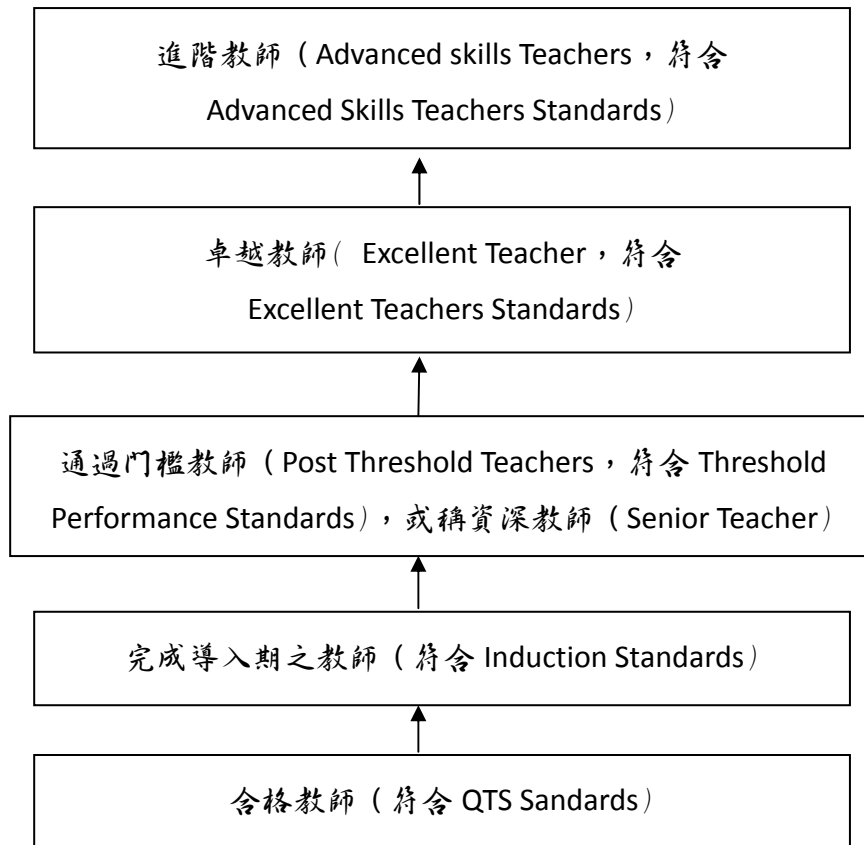 進階教師（Advanced skills Teachers，符合
Advanced Skills Teachers Standards）
卓越教師（ Excellent Teacher，符合
Excellent Teachers Standards）
通過門檻教師（Post Threshold Teachers，符合 Threshold
Performance Standards），或稱資深教師（Senior Teacher）
完成導入期之教師（符合 Induction Standards）
合格教師（符合 QTS Sandards）